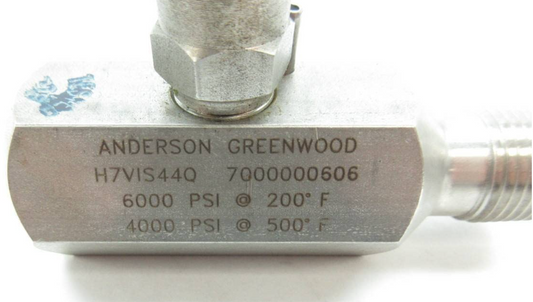 ANDERSON GREENWOOD
H7VIS44Q 7000000606
6000 PSI @ 200° F
4000 PSI @ 500° F